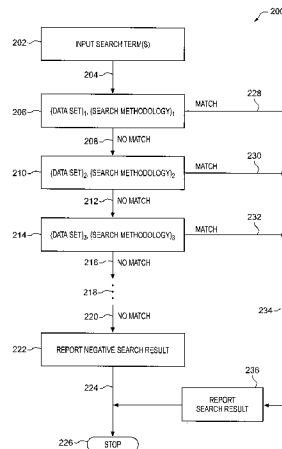 200
202
INPUT SEARCH TERM(S)
204
206
{DATA SET}1, {SEARCH METHODOLOGY}1
MATCH
228
208
NO MATCH
210
{DATA SET}2, {SEARCH METHODOLOGY}2
MATCH
230
212
NO MATCH
214
{DATA SET}3, {SEARCH METHODOLOGY}3
MATCH
232
216
NO MATCH
218
220
NO MATCH
234
222
REPORT NEGATIVE SEARCH RESULT
224
236
REPORT
SEARCH RESULT
226
STOP